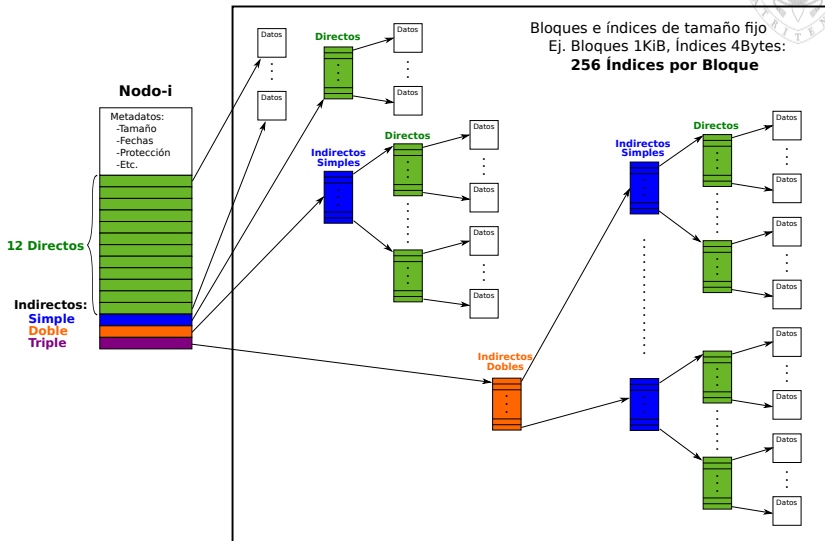 Bloques e índices de tamaño fijo
Ej. Bloques 1KiB, Índices 4Bytes:
256 Índices por Bloque
Nodo-i
Metadatos:
-Tamaño
-Fechas
-Protección
-Etc.
12 Directos
Indirectos:
Simple
Doble
Triple
Datos
Datos
Directos
Datos
Datos
Indirectos
Simples
Directos
Datos
Datos
Datos
Datos
Indirectos
Dobles
Indirectos
Simples
Directos
Datos
Datos
Datos
Datos
Datos
Datos
Datos
Datos